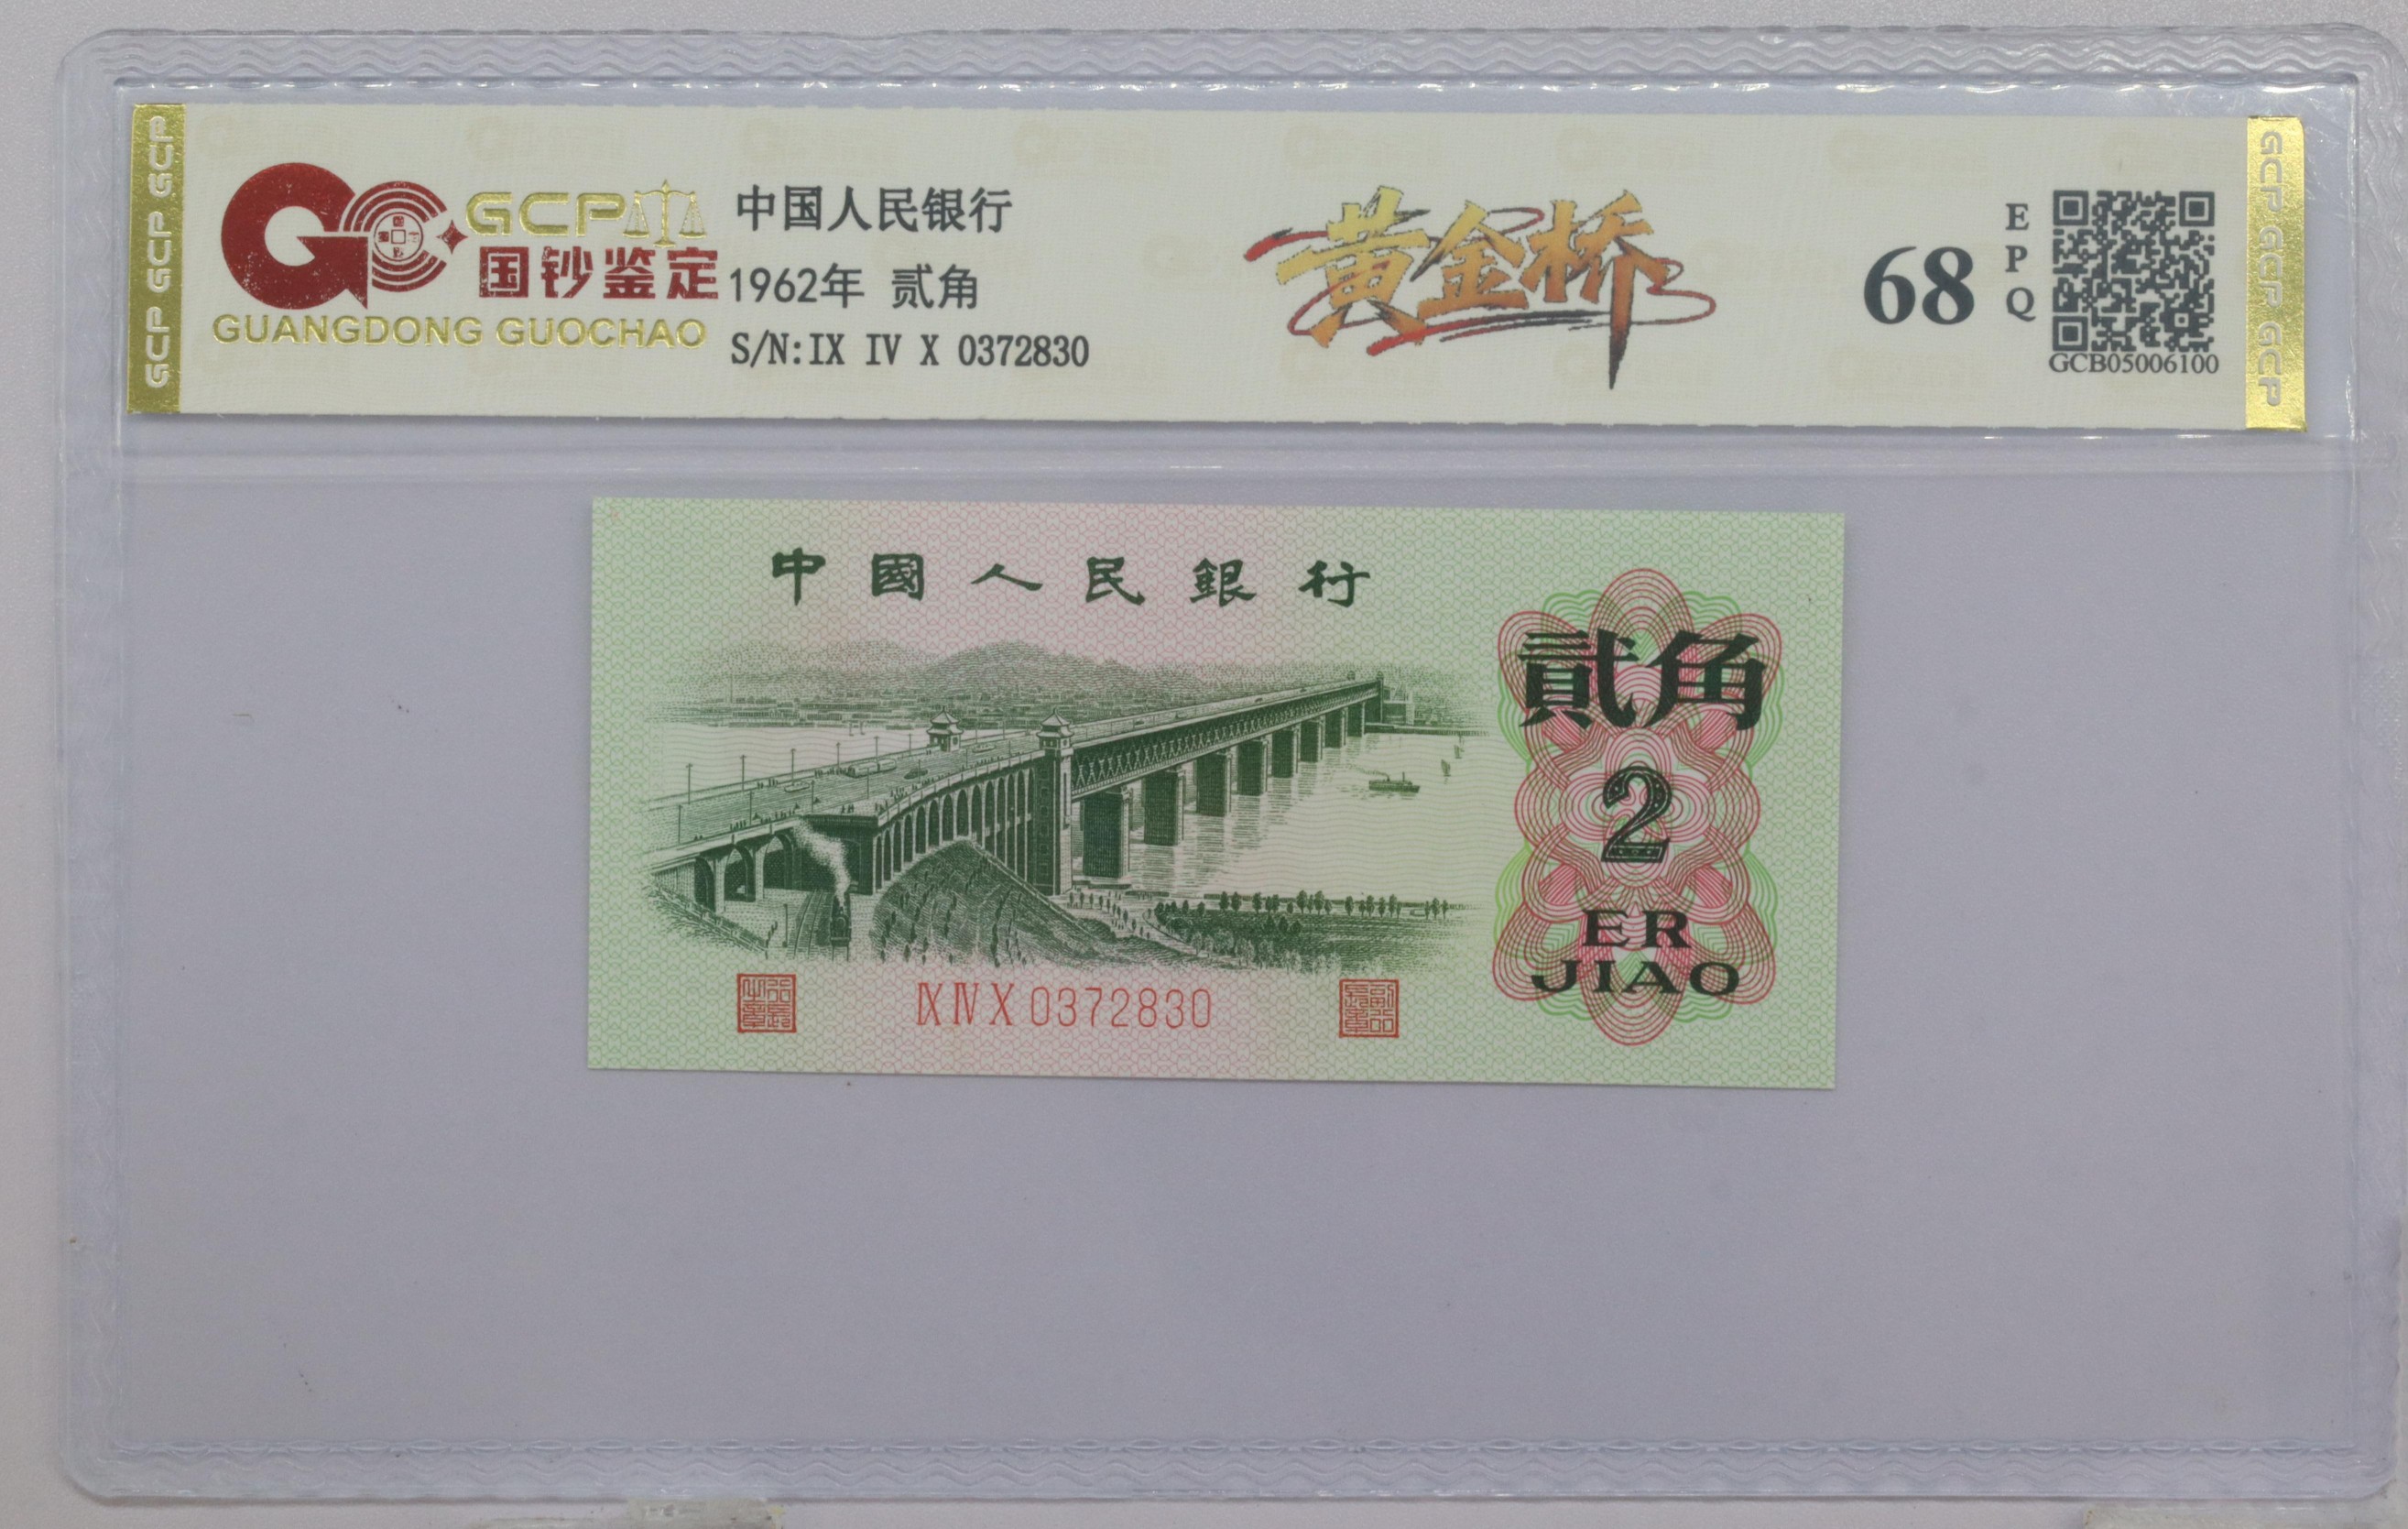 GCP GCP GCP
GCP
国钞鉴定
GUANGDONG GUOCHAO
中国人民银行
1962年 贰角
S/N:IX IV X 0372830
黄金桥
68
EPQ
GCB05006100
GCP GCP GCP
中國人民銀行
貳角
2
ER
JIAO
IX IV X 0372830